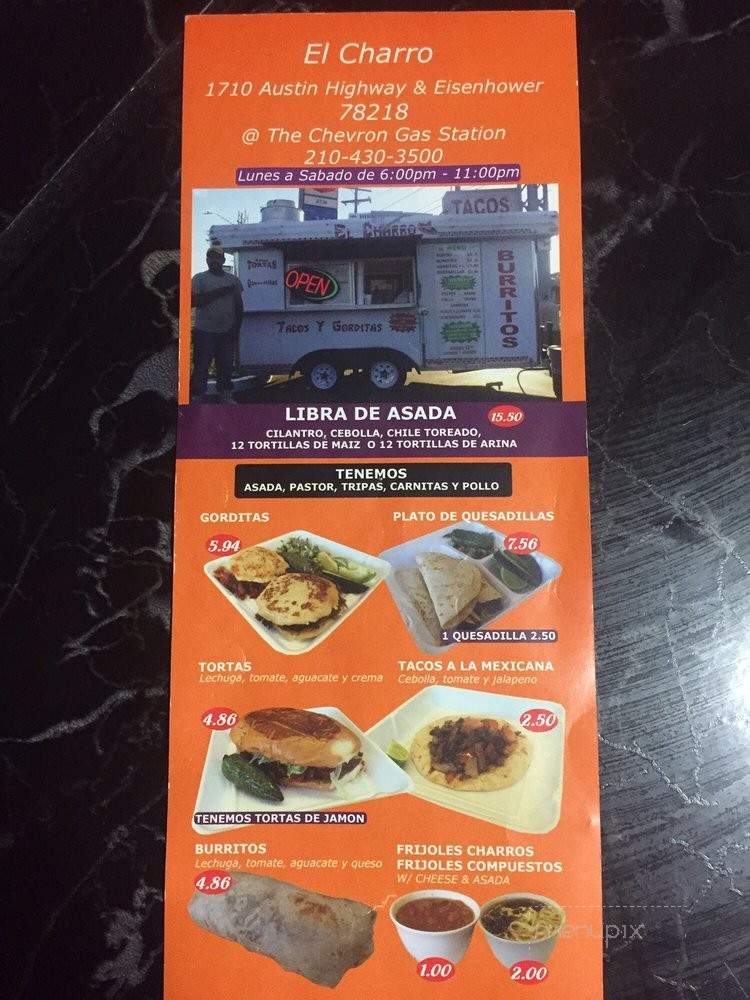 El Charro
1710 Austin Highway & Eisenhower
78218
@ The Chevron Gas Station
210-430-3500
Lunes a Sabado de 6:00pm - 11:00pm
TACOS
EL CHARRO
TORTAS
OPEN
BURRITOS
TACOS Y GORDITAS
LIBRA DE ASADA 15.50
CILANTRO, CEBOLLA, CHILE TOREADO,
12 TORTILLAS DE MAIZ O 12 TORTILLAS DE ARINA
TENEMOS
ASADA, PASTOR, TRIPAS, CARNITAS Y POLLO
GORDITAS
5.94
PLATO DE QUESADILLAS
7.56
1 QUESADILLA 2.50
TORTAS
Lechuga, tomate, aguacate y crema
4.86
TENEMOS TORTAS DE JAMON
TACOS A LA MEXICANA
Cebolla, tomate y jalapeno
2.50
BURRITOS
Lechuga, tomate, aguacate y queso
4.86
FRIJOLES CHARROS
FRIJOLES COMPUESTOS
W/ CHEESE & ASADA
1.00
2.00
menupix